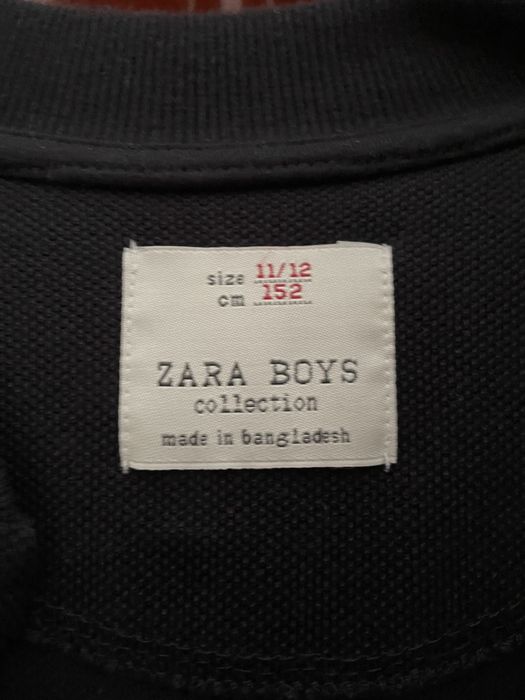 size 11/12
cm 152
ZARA BOYS
collection
made in bangladesh